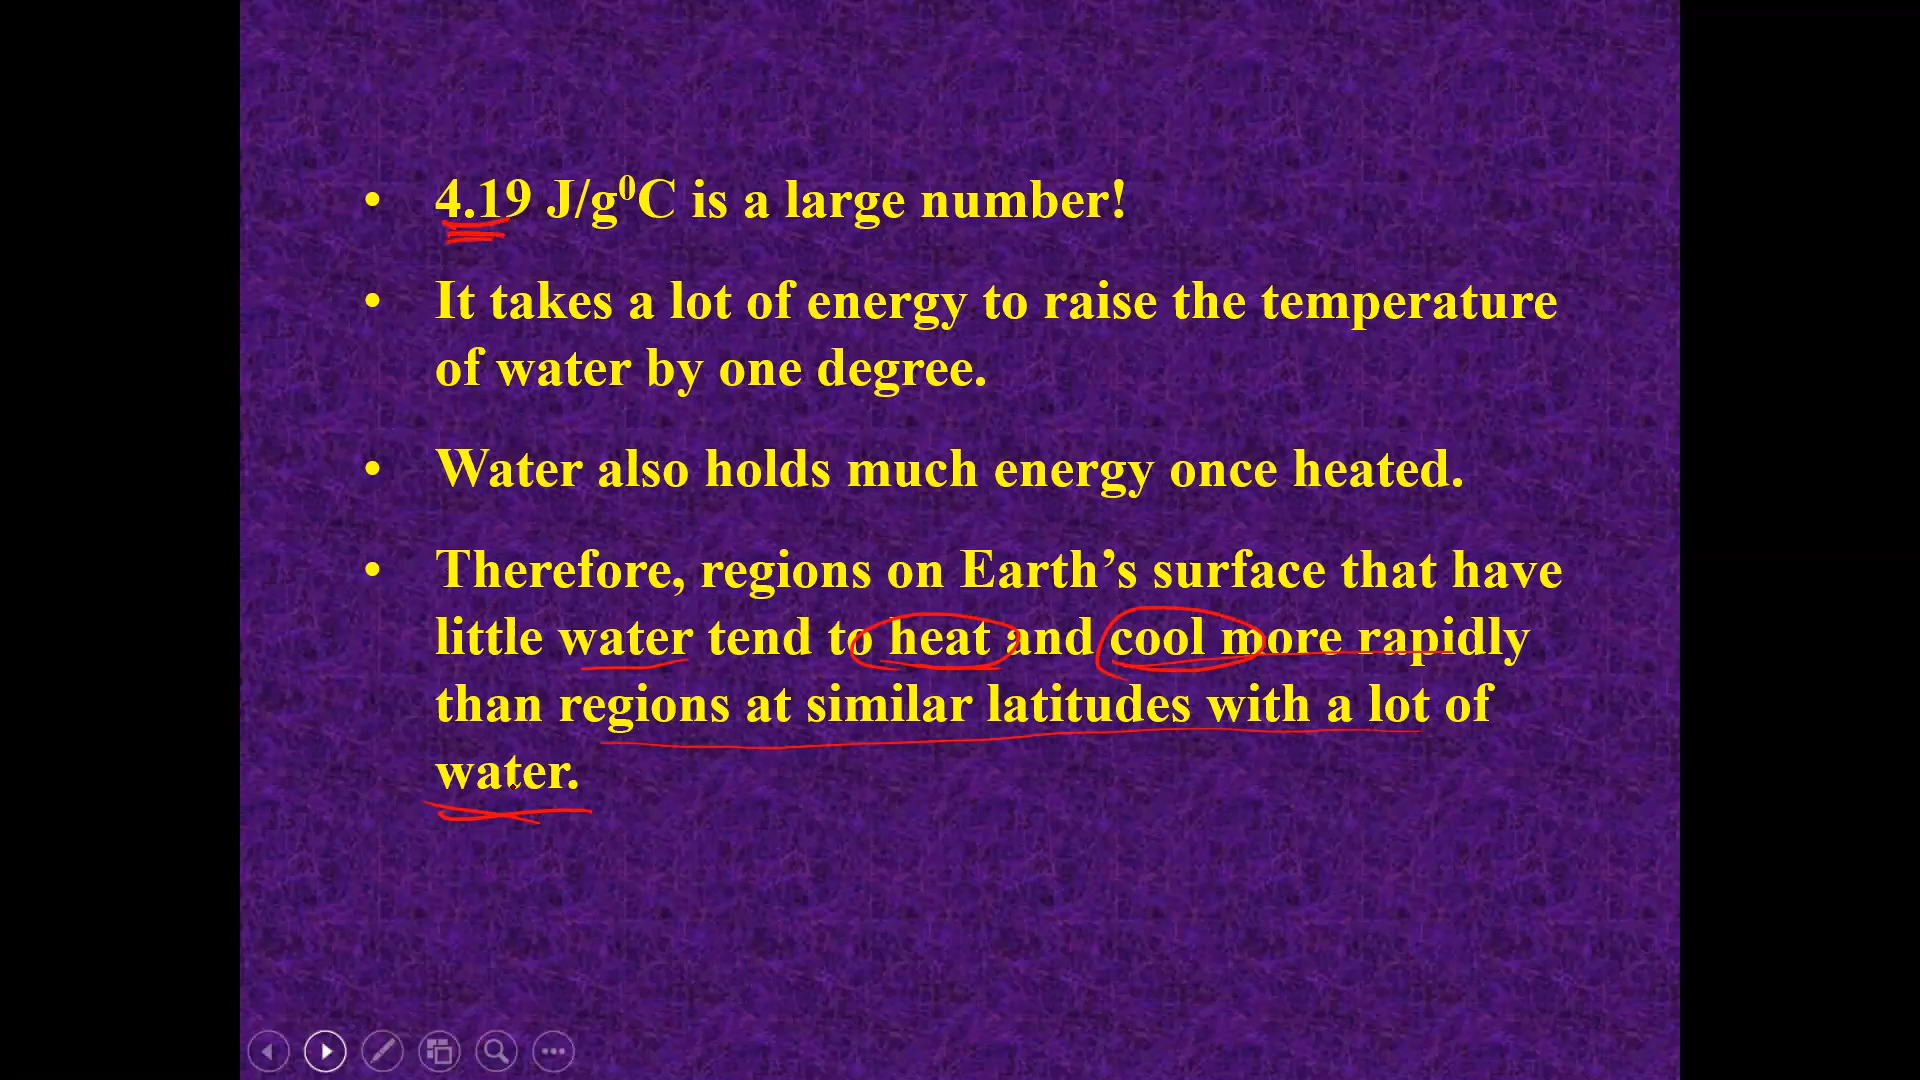 • 4.19 J/g⁰C is a large number!
• It takes a lot of energy to raise the temperature
of water by one degree.
• Water also holds much energy once heated.
• Therefore, regions on Earth’s surface that have
little water tend to heat and cool more rapidly
than regions at similar latitudes with a lot of
water.